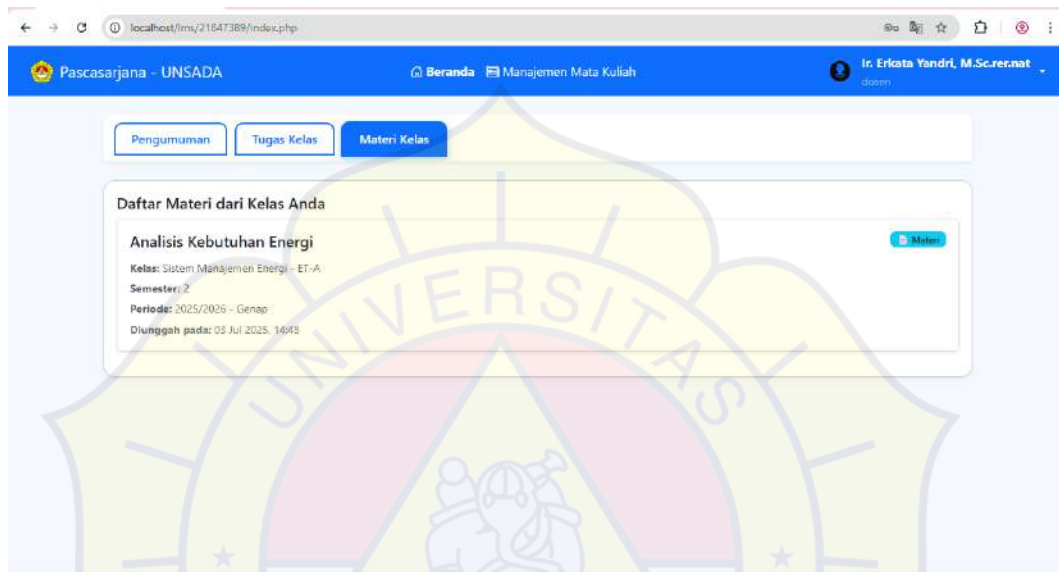 localhost/lms/21847389/index.php
Pascasarjana - UNSADA
Beranda
Manajemen Mata Kuliah
Ir. Erkata Yandri, M.Sc.rer.nat
dosen
Pengumuman
Tugas Kelas
Materi Kelas
Daftar Materi dari Kelas Anda
Analisis Kebutuhan Energi
Materi
Kelas: Sistem Manajemen Energi - ET-A
Semester: 2
Periode: 2025/2026 - Genap
Diunggah pada: 03 Jul 2025, 14:48
UNIVERSITAS